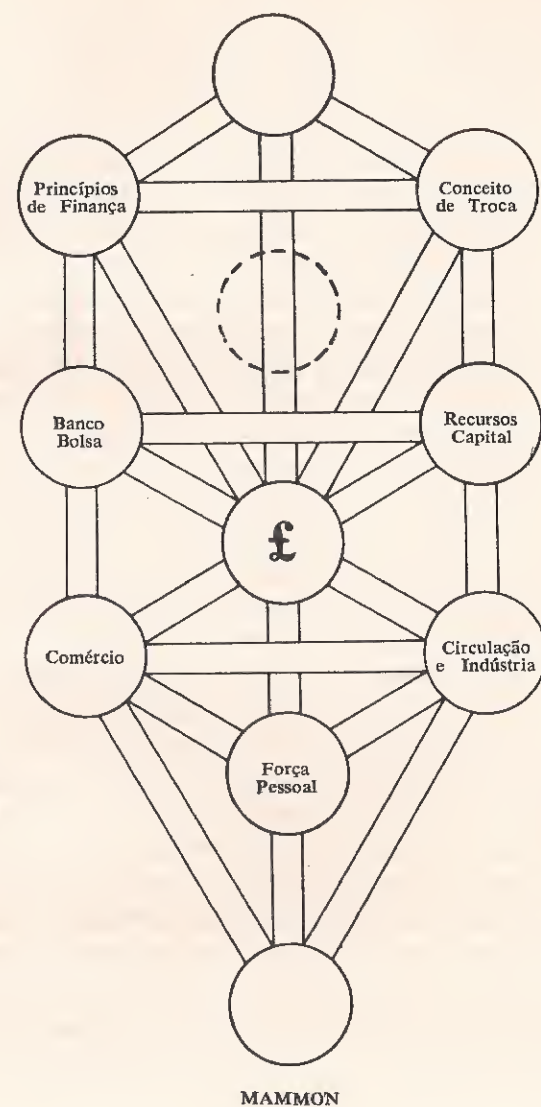 Princípios
de Finança
Conceito
de Troca
Banco
Bolsa
Recursos
Capital
£
Comércio
Circulação
e Indústria
Força
Pessoal
MAMMON